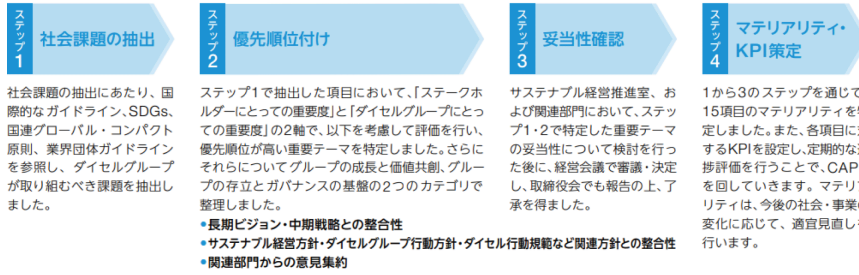 ステップ1
社会課題の抽出
社会課題の抽出にあたり、国
際的なガイドライン、SDGs、
国連グローバル・コンパクト
原則、業界団体ガイドライン
を参照し、ダイセルグループ
が取り組むべき課題を抽出し
ました。
ステップ2
優先順位付け
ステップ1で抽出した項目において、「ステークホ
ルダーにとっての重要度」と「ダイセルグループにとっ
ての重要度」の2軸で、以下を考慮して評価を行い、
優先順位が高い重要テーマを特定しました。さらに
それらについてグループの成長と価値共創、グルー
プの存立とガバナンスの基盤の2つのカテゴリで
整理しました。
•長期ビジョン・中期戦略との整合性
•サステナブル経営方針・ダイセルグループ行動方針・ダイセル行動規範など関連方針との整合性
•関連部門からの意見集約
ステップ3
妥当性確認
サステナブル経営推進室、お
よび関連部門において、ステッ
プ1・2で特定した重要テーマ
の妥当性について検討を行っ
た後に、経営会議で審議・決定
し、取締役会でも報告の上、了
承を得ました。
ステップ4
マテリアリティ・
KPI策定
1から3のステップを通じて
15項目のマテリアリティを
定しました。また、各項目に
するKPIを設定し、定期的な
捗評価を行うことで、CAP
を回していきます。マテリ
リティは、今後の社会・事業
変化に応じて、適宜見直し
行います。